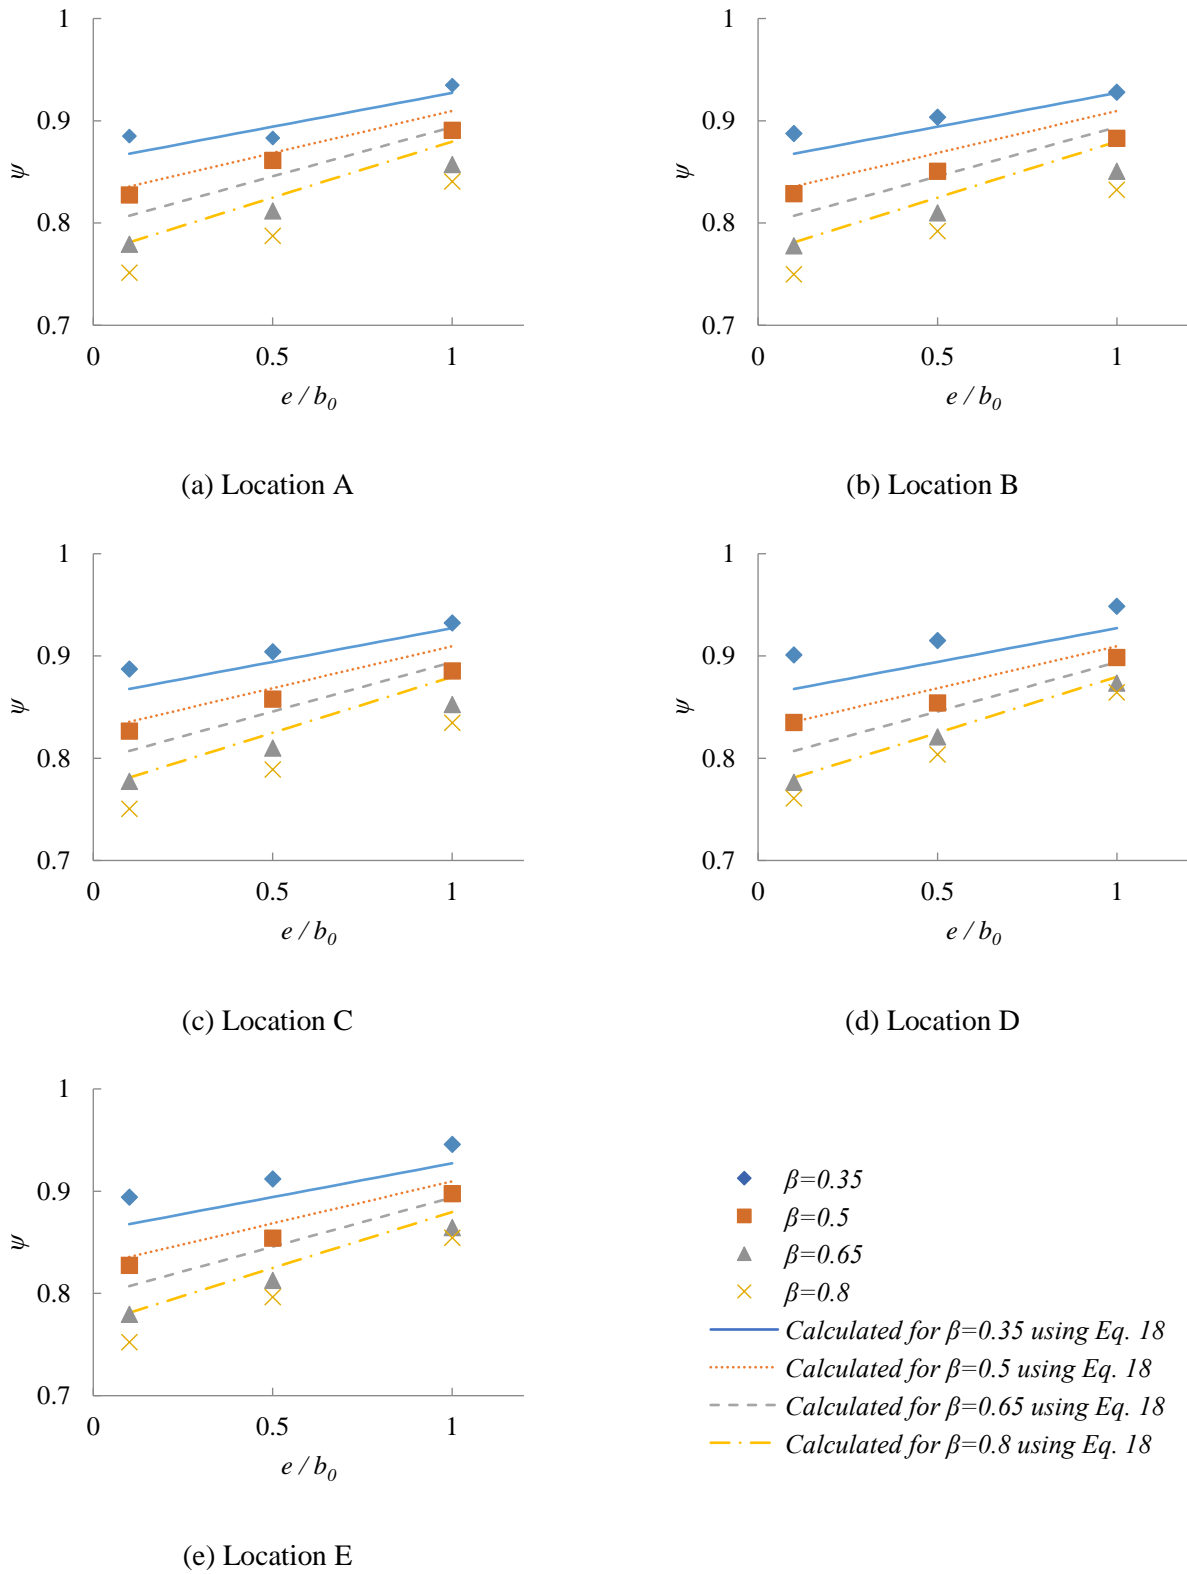 1
0.9
0.8
0.7
ψ
0
0.5
1
e / b0
(a) Location A
1
0.9
0.8
0.7
ψ
0
0.5
1
e / b0
(b) Location B
1
0.9
0.8
0.7
ψ
0
0.5
1
e / b0
(c) Location C
1
0.9
0.8
0.7
ψ
0
0.5
1
e / b0
(d) Location D
1
0.9
0.8
0.7
ψ
0
0.5
1
e / b0
(e) Location E
β=0.35
β=0.5
β=0.65
β=0.8
Calculated for β=0.35 using Eq. 18
Calculated for β=0.5 using Eq. 18
Calculated for β=0.65 using Eq. 18
Calculated for β=0.8 using Eq. 18